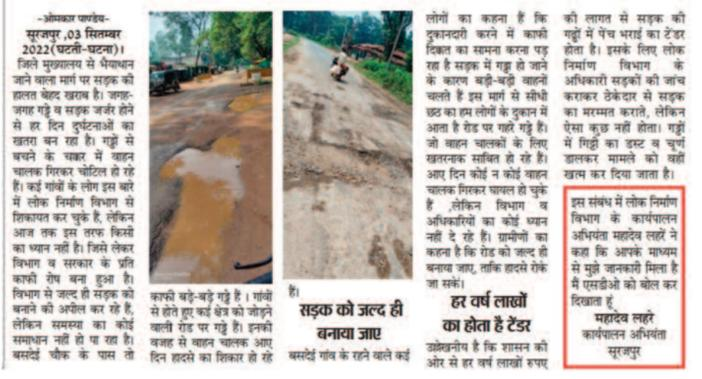 -ओमकार पाण्डेय-
सूरजपुर ,03 सितम्बर
2022(घटती-घटना)।
जिले मुख्यालय से भैयाथान
जाने वाला मार्ग पर सड़क की
हालत बेहद खराब है। जगह-
जगह गड्ढे व सड़क जर्जर होने
से हर दिन दुर्घटनाओं का
खतरा बन रहा है। गड्ढों से
बचने के चक्कर में वाहन
चालक गिरकर चोटिल हो रहे
हैं। कई गांवों के लोग इस बारे
में लोक निर्माण विभाग से
शिकायत कर चुके हैं, लेकिन
आज तक इस तरफ किसी
का ध्यान नहीं है। जिसे लेकर
विभाग व सरकार के प्रति
काफी रोष बना हुआ है।
विभाग से जल्द ही सड़क को
बनाने की अपील कर रहे हैं,
लेकिन समस्या का कोई
समाधान नहीं हो पा रहा है।
बसदेई चौक के पास तो
काफी बड़े-बड़े गड्ढे हैं । गांवों
से होते हुए कई क्षेत्र को जोड़ने
वाली रोड पर गड्ढे हैं। इनकी
वजह से वाहन चालक आए
दिन हादसे का शिकार हो रहे
हैं।
सड़क को जल्द ही
बनाया जाए
बसदेई गांव के रहने वाले कई
लोगों का कहना हैं कि
दुकानदारी करने में काफी
दिक्कत का सामना करना पड़
रहा है सड़क में गड्ढा हो जाने
के कारण बड़ी-बड़ी वाहनो
चलते हैं इस मार्ग से सीधी
छठ का हम लोगों के दुकान में
आता है रोड पर गहरे गड्ढे हैं।
जो वाहन चालकों के लिए
खतरनाक साबित हो रहे हैं।
आए दिन कोई न कोई वाहन
चालक गिरकर घायल हो चुके
हैं ,लेकिन विभाग व
अधिकारियों का कोई ध्यान
नहीं दे रहे हैं। ग्रामीणों का
कहना है कि रोड को जल्द ही
बनाया जाए, ताकि हादसे रोके
जा सकें।
हर वर्ष लाखों
का होता है टेंडर
उल्लेखनीय है कि शासन की
ओर से हर वर्ष लाखों रुपए
की लागत से सड़क की
गड्ढों में पेंच भराई का टेंडर
होता है। इसके लिए लोक
निर्माण विभाग के
अधिकारी सड़कों की जांच
कराकर ठेकेदार से सड़क
का मरम्मत कराते, लेकिन
ऐसा कुछ नहीं होता। गड्ढों
में गिट्टी का डस्ट व चूर्ण
डालकर मामले को वहीं
खत्म कर दिया जाता है।
इस संबंध में लोक निर्माण
विभाग के कार्यपालन
अभियंता महादेव लहरें ने
कहा कि आपके माध्यम
से मुझे जानकारी मिला है
मैं एसडीओ को बोल कर
दिखाता हूं
महादेव लहरे
कार्यपालन अभियंता
सूरजपुर